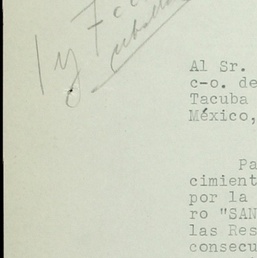 Al Sr.
c-o. de
Tacuba
México,
Pa
cimient
por la
ro "SAN
las Res
consecu